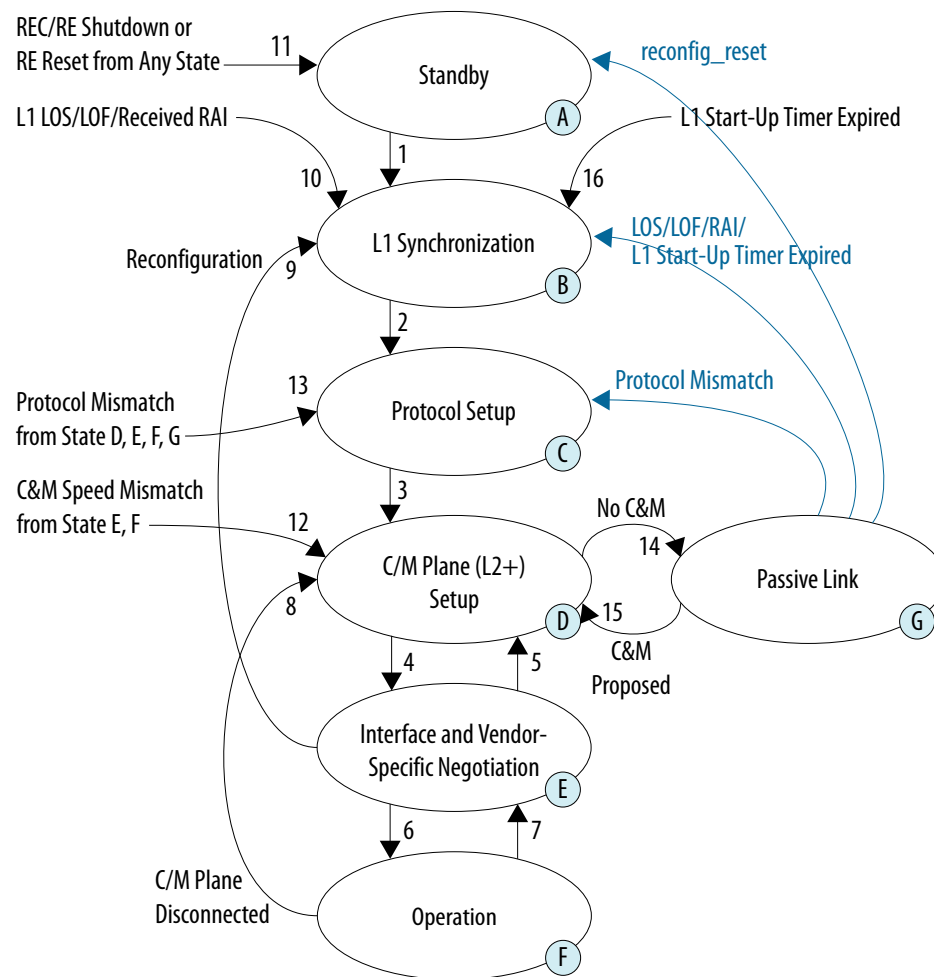 REC/RE Shutdown or
RE Reset from Any State
11
Standby
A
reconfig_reset
L1 LOS/LOF/Received RAI
L1 Start-Up Timer Expired
1
10
16
L1 Synchronization
B
LOS/LOF/RAI/
L1 Start-Up Timer Expired
Reconfiguration
9
2
13
Protocol Mismatch
from State D, E, F, G
Protocol Setup
C
Protocol Mismatch
3
C&M Speed Mismatch
from State E, F
12
No C&M
14
C/M Plane (L2+)
Setup
D
8
15
Passive Link
G
C&M
Proposed
4
5
Interface and Vendor-
Specific Negotiation
E
6
7
C/M Plane
Disconnected
Operation
F